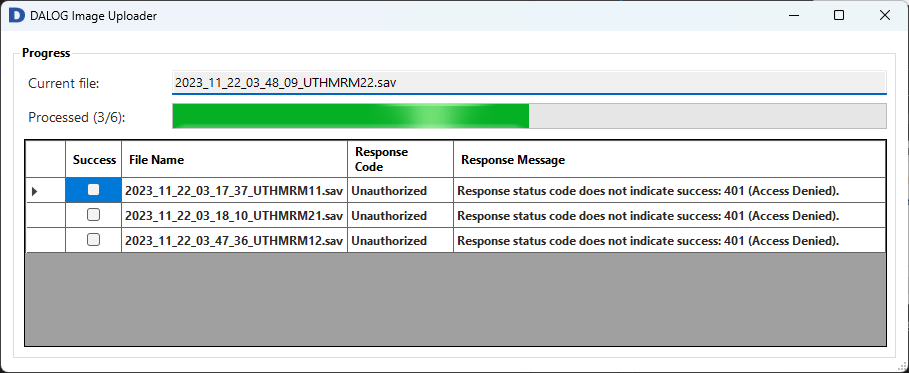 DALOG Image Uploader
Progress
Current file: 2023_11_22_03_48_09_UTHMRM22.sav
Processed (3/6):
Success File Name Response Code Response Message
2023_11_22_03_17_37_UTHMRM11.sav Unauthorized Response status code does not indicate success: 401 (Access Denied).
2023_11_22_03_18_10_UTHMRM21.sav Unauthorized Response status code does not indicate success: 401 (Access Denied).
2023_11_22_03_47_36_UTHMRM12.sav Unauthorized Response status code does not indicate success: 401 (Access Denied).